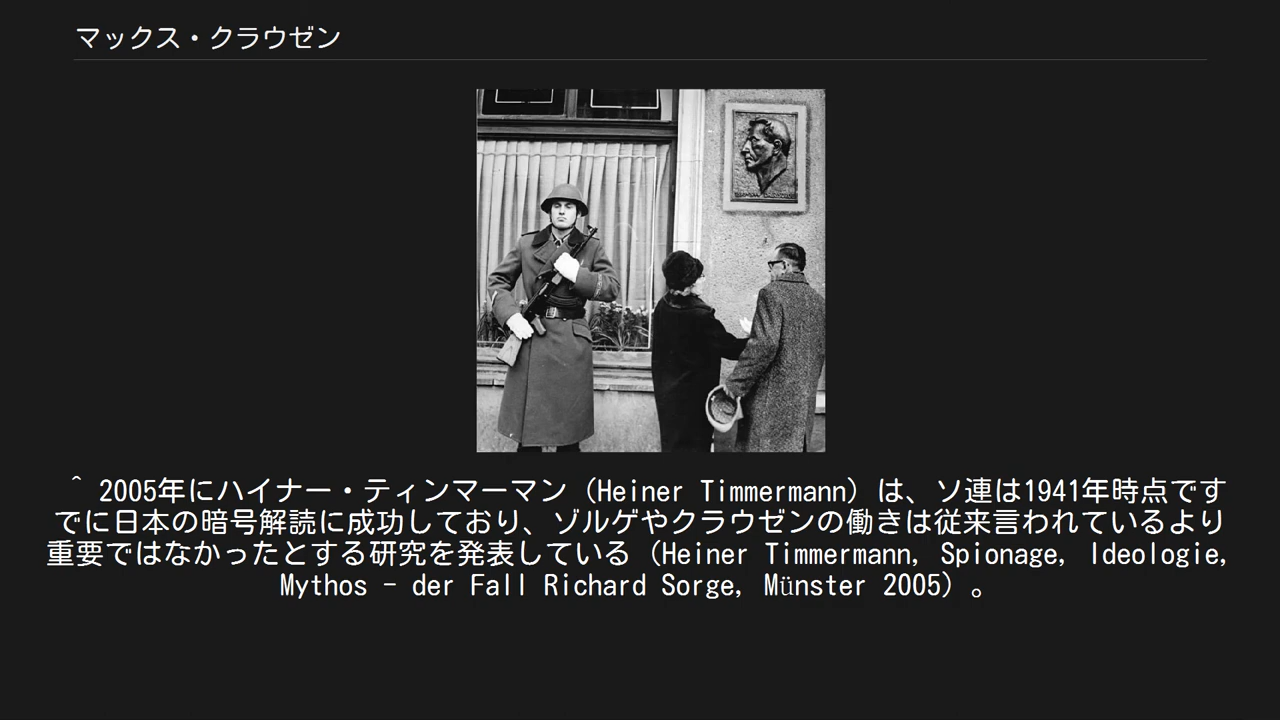 マックス・クラウゼン
^ 2005年にハイナー・ティンマーマン（Heiner Timmermann）は、ソ連は1941年時点です
でに日本の暗号解読に成功しており、ゾルゲやクラウゼンの働きは従来言われているより
重要ではなかったとする研究を発表している（Heiner Timmermann, Spionage, Ideologie,
Mythos - der Fall Richard Sorge, Münster 2005）。